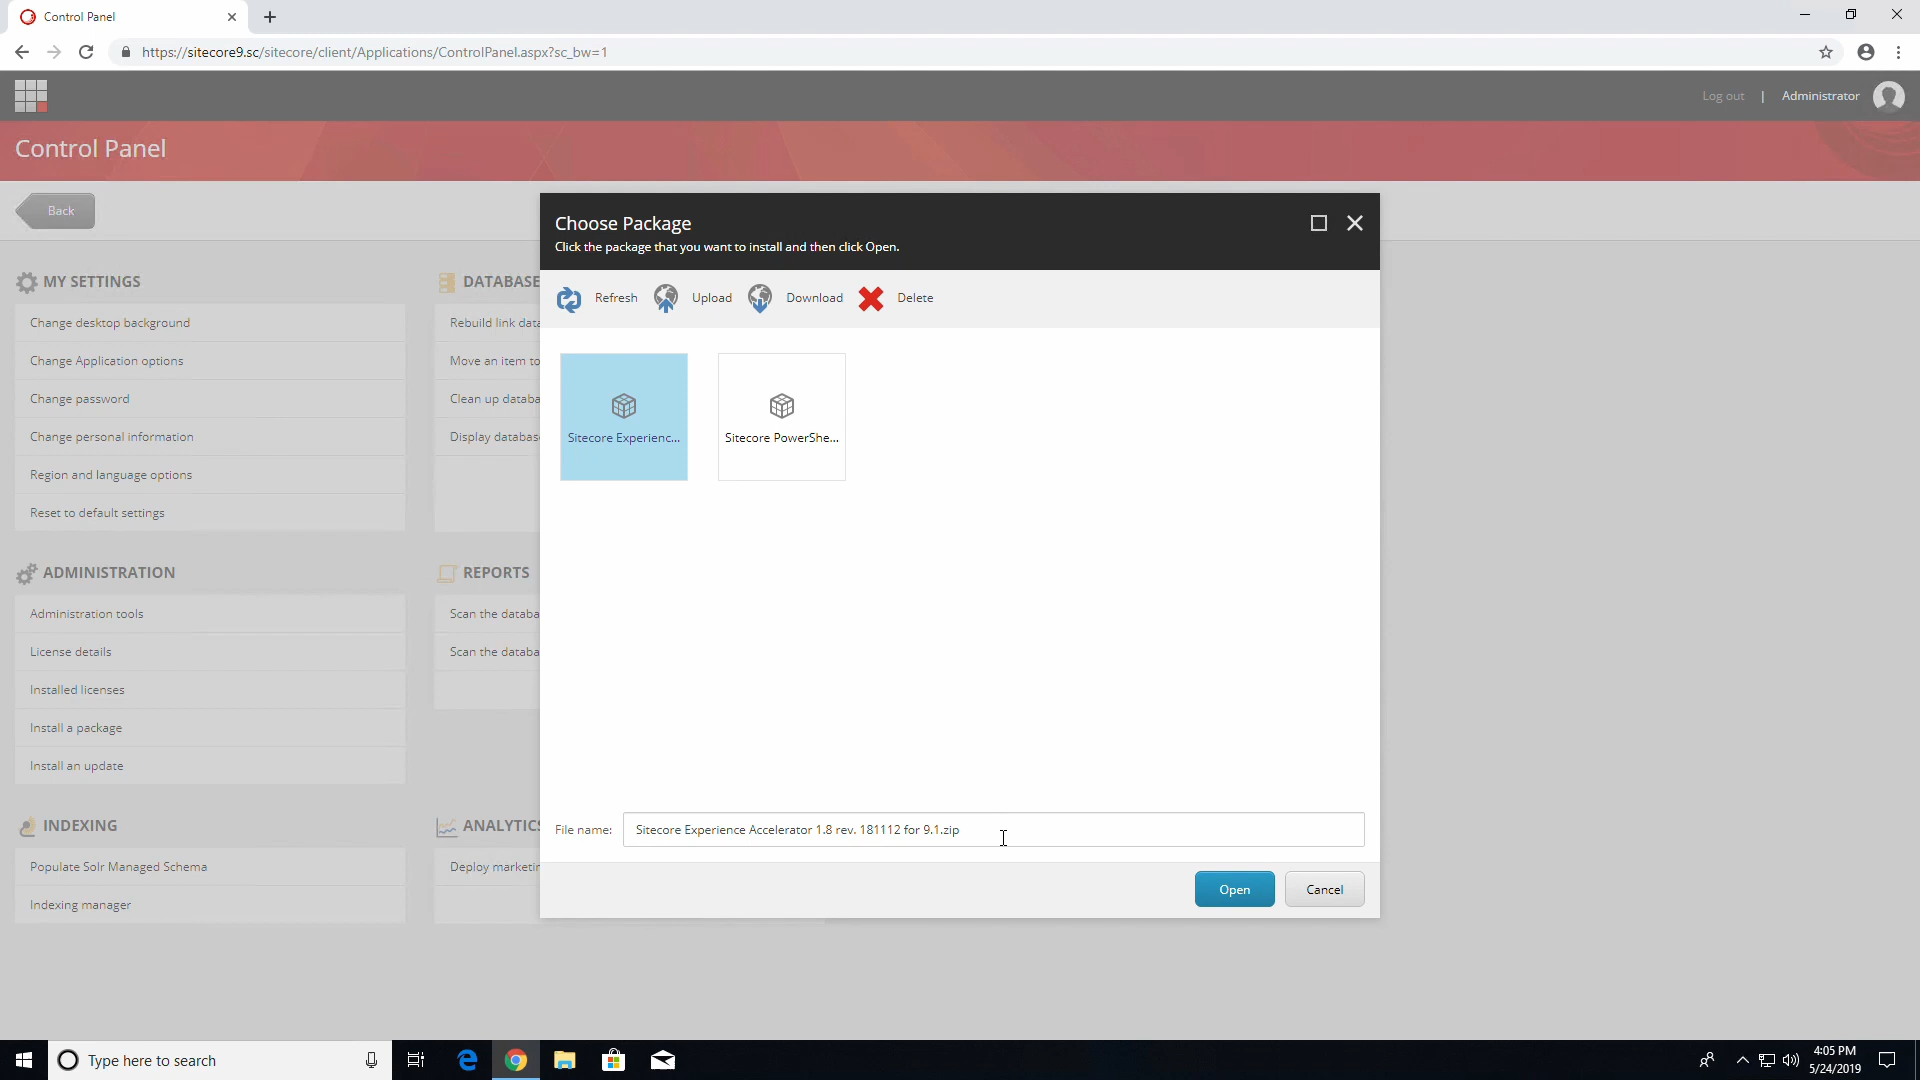 Control Panel
https://sitecore9.sc/sitecore/client/Applications/ControlPanel.aspx?sc_bw=1
Log out | Administrator
Control Panel
Back
Choose Package
Click the package that you want to install and then click Open.
Refresh
Upload
Download
Delete
Sitecore Experienc...
Sitecore PowerShe...
File name: Sitecore Experience Accelerator 1.8 rev. 181112 for 9.1.zip
Open
Cancel
MY SETTINGS
Change desktop background
Change Application options
Change password
Change personal information
Region and language options
Reset to default settings
DATABASE
Rebuild link data
Move an item to
Clean up databa
Display databas
ADMINISTRATION
Administration tools
License details
Installed licenses
Install a package
Install an update
REPORTS
Scan the databa
Scan the databa
INDEXING
Populate Solr Managed Schema
Indexing manager
ANALYTICS
Deploy marketin
Type here to search
4:05 PM
5/24/2019